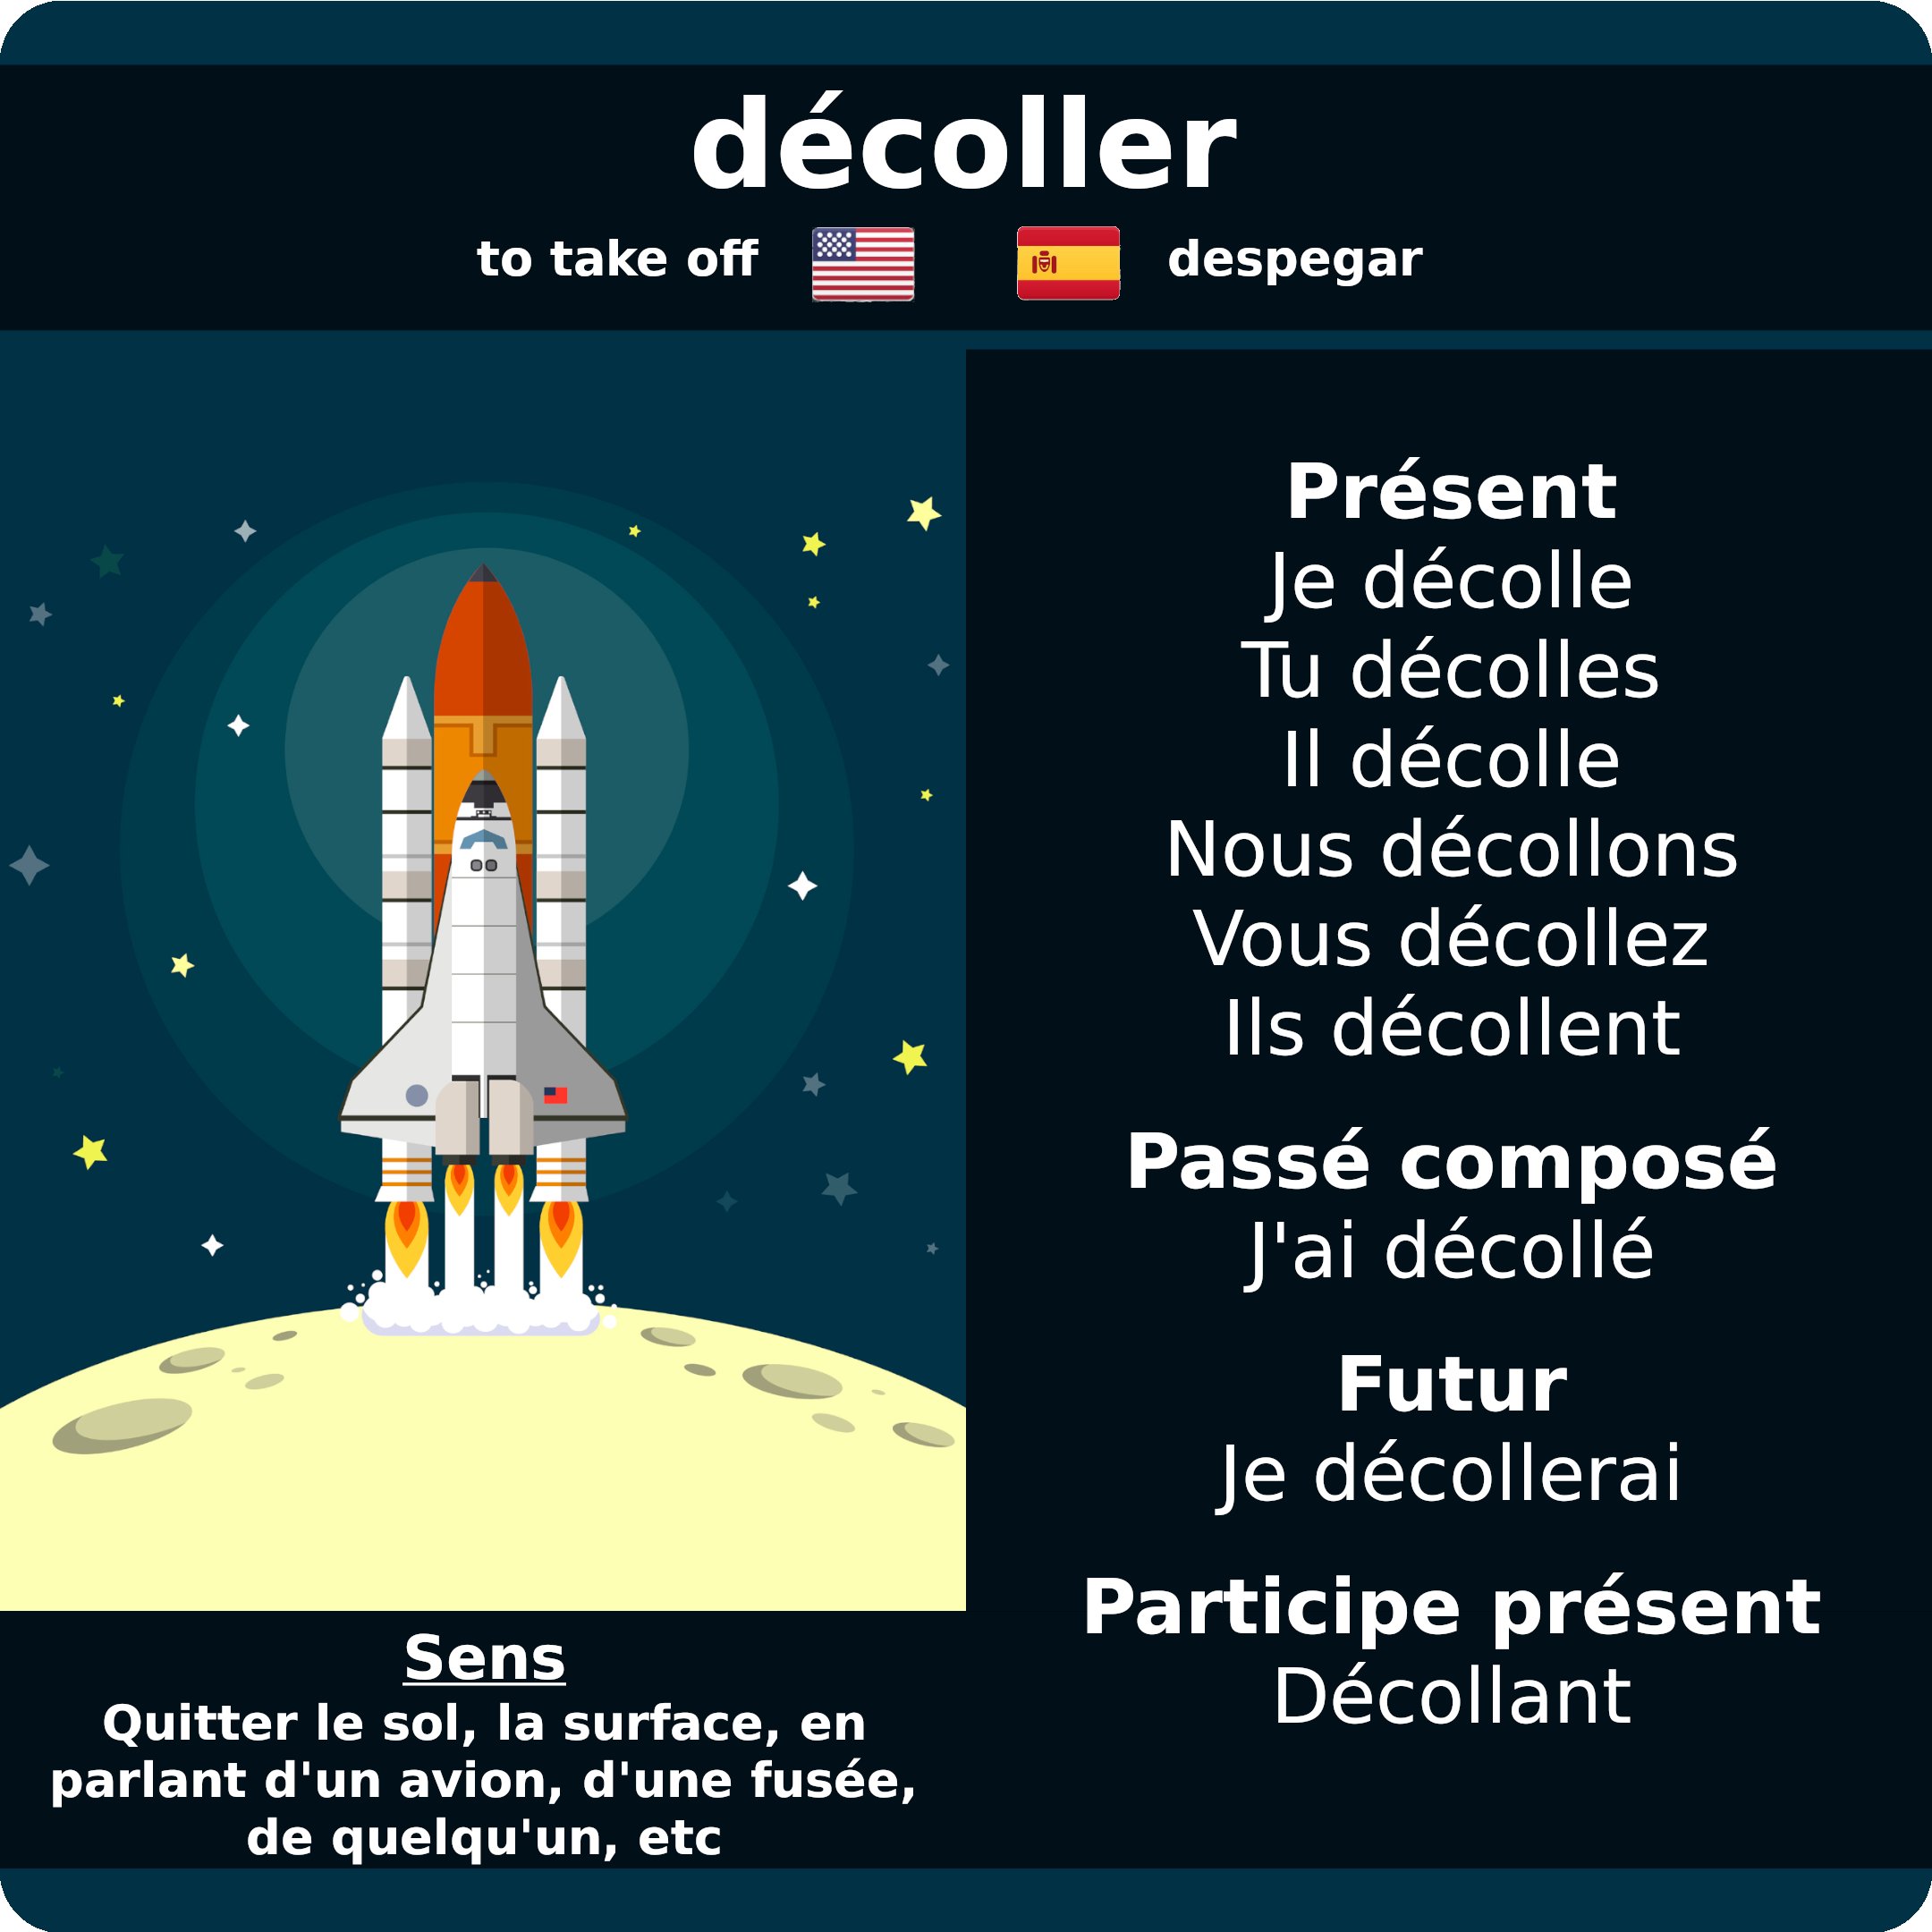 décoller
to take off despegar
Présent
Je décolle
Tu décolles
Il décolle
Nous décollons
Vous décollez
Ils décollent
Passé composé
J'ai décollé
Futur
Je décollerai
Participe présent
Décollant
Sens
Quitter le sol, la surface, en
parlant d'un avion, d'une fusée,
de quelqu'un, etc